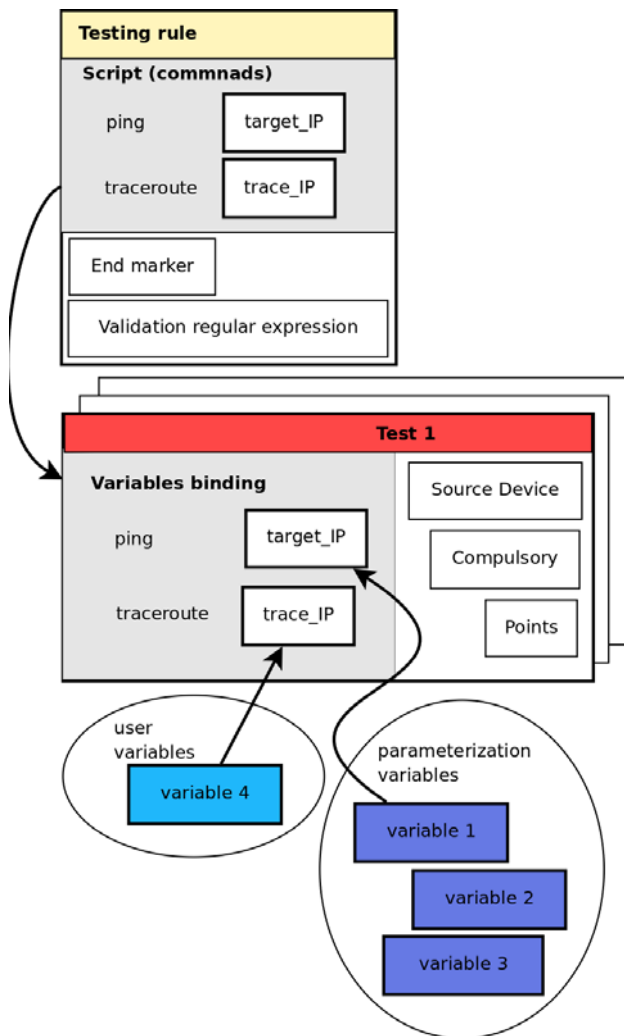 Testing rule
Script (commnads)
ping
target_IP
traceroute
trace_IP
End marker
Validation regular expression
Test 1
Variables binding
ping
target_IP
traceroute
trace_IP
Source Device
Compulsory
Points
user
variables
variable 4
parameterization
variables
variable 1
variable 2
variable 3